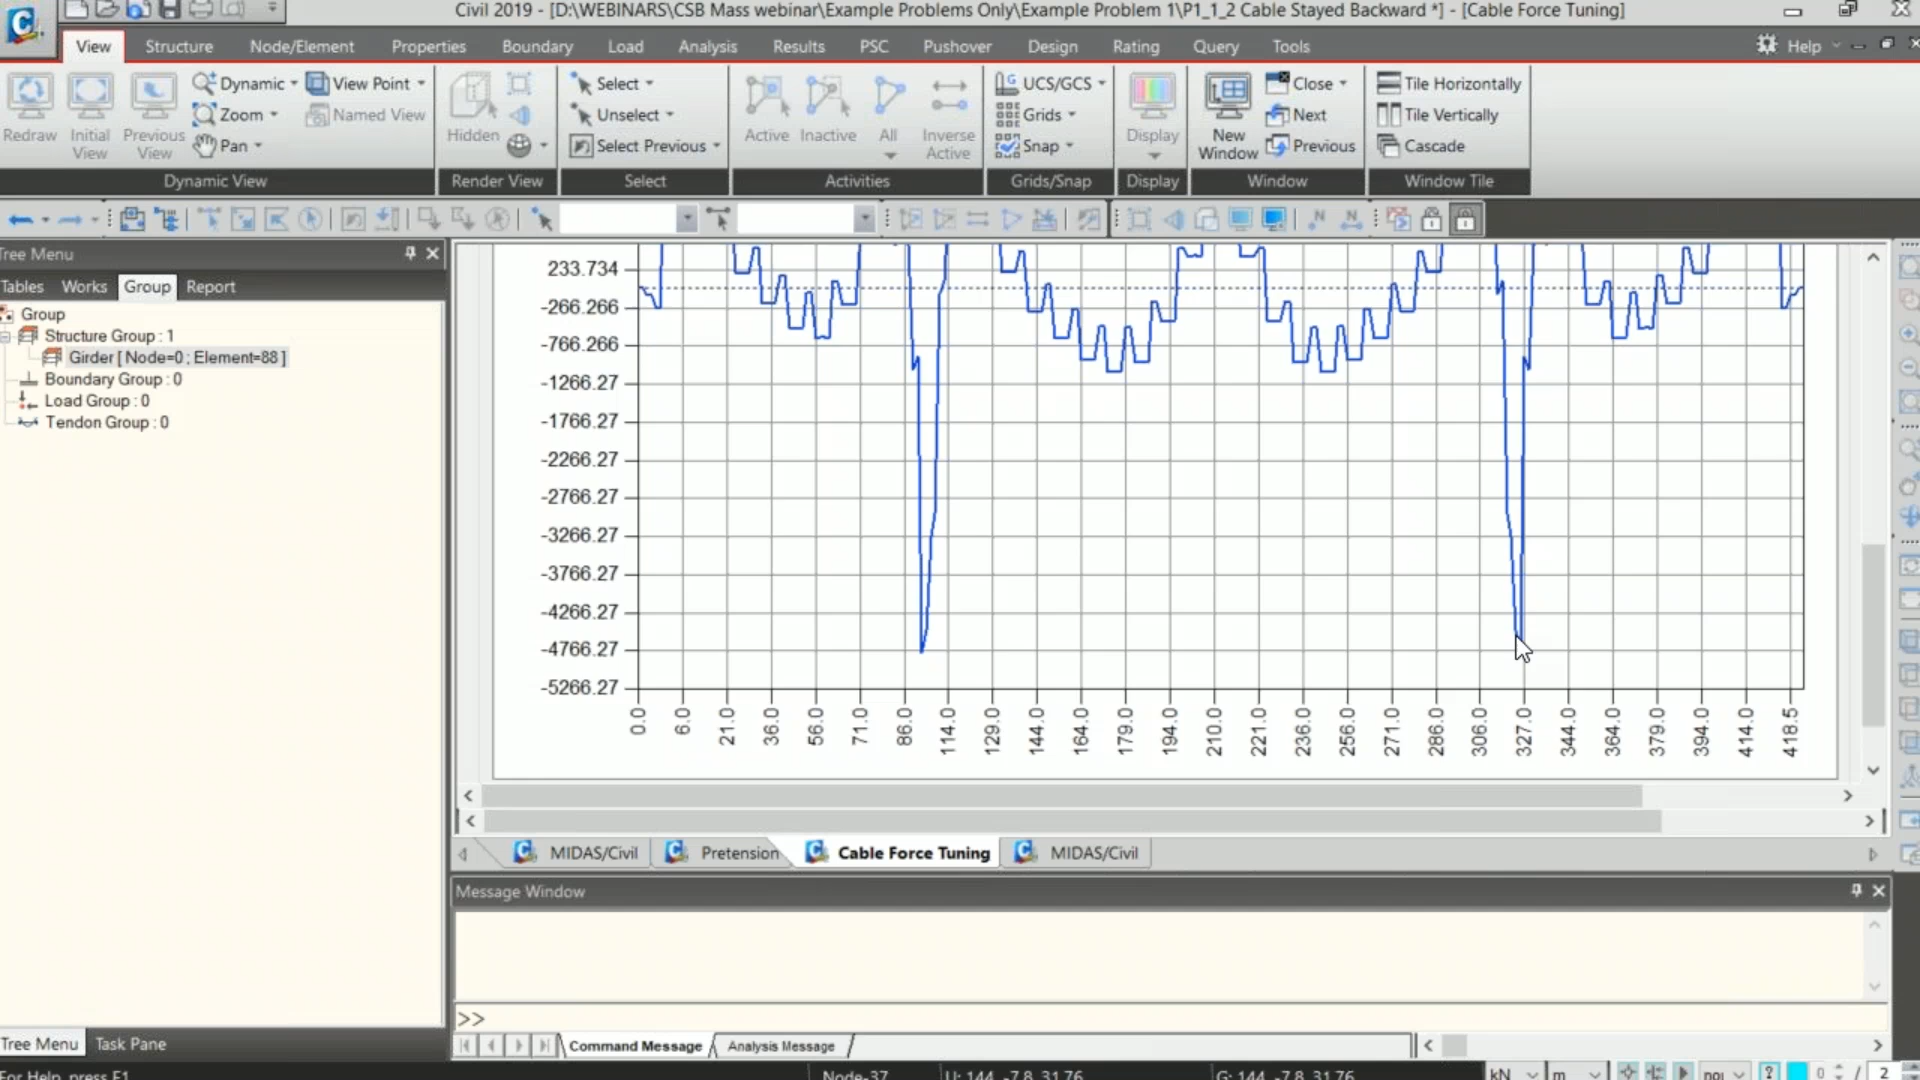 Civil 2019 - [D:\WEBINARS\CSB Mass webinar\Example Problems Only\Example Problem 1\P1_1_2 Cable Stayed Backward *] - [Cable Force Tuning]
View Structure Node/Element Properties Boundary Load Analysis Results PSC Pushover Design Rating Query Tools Help
Redraw Initial View Previous View Dynamic Zoom Pan View Point Named View
Hidden
Select Unselect Select Previous
Active Inactive All Inverse Active
UCS/GCS Grids Snap
Display
New Window Close Next Previous
Tile Horizontally Tile Vertically Cascade
Dynamic View Render View Select Activities Grids/Snap Display Window Window Tile
Tree Menu
Tables Works Group Report
Group
Structure Group : 1
Girder [ Node=0 ; Element=88 ]
Boundary Group : 0
Load Group : 0
Tendon Group : 0
233.734
-266.266
-766.266
-1266.27
-1766.27
-2266.27
-2766.27
-3266.27
-3766.27
-4266.27
-4766.27
-5266.27
0.0 6.0 21.0 36.0 56.0 71.0 86.0 114.0 129.0 144.0 164.0 179.0 194.0 210.0 221.0 236.0 256.0 271.0 286.0 306.0 327.0 344.0 364.0 379.0 394.0 414.0 418.5
MIDAS/Civil Pretension Cable Force Tuning MIDAS/Civil
Message Window
>>
Command Message Analysis Message
Tree Menu Task Pane
For Help, press F1 Node-37 U: 144, -7.8, 31.76 G: 144, -7.8, 31.76 kN m 0 / 2